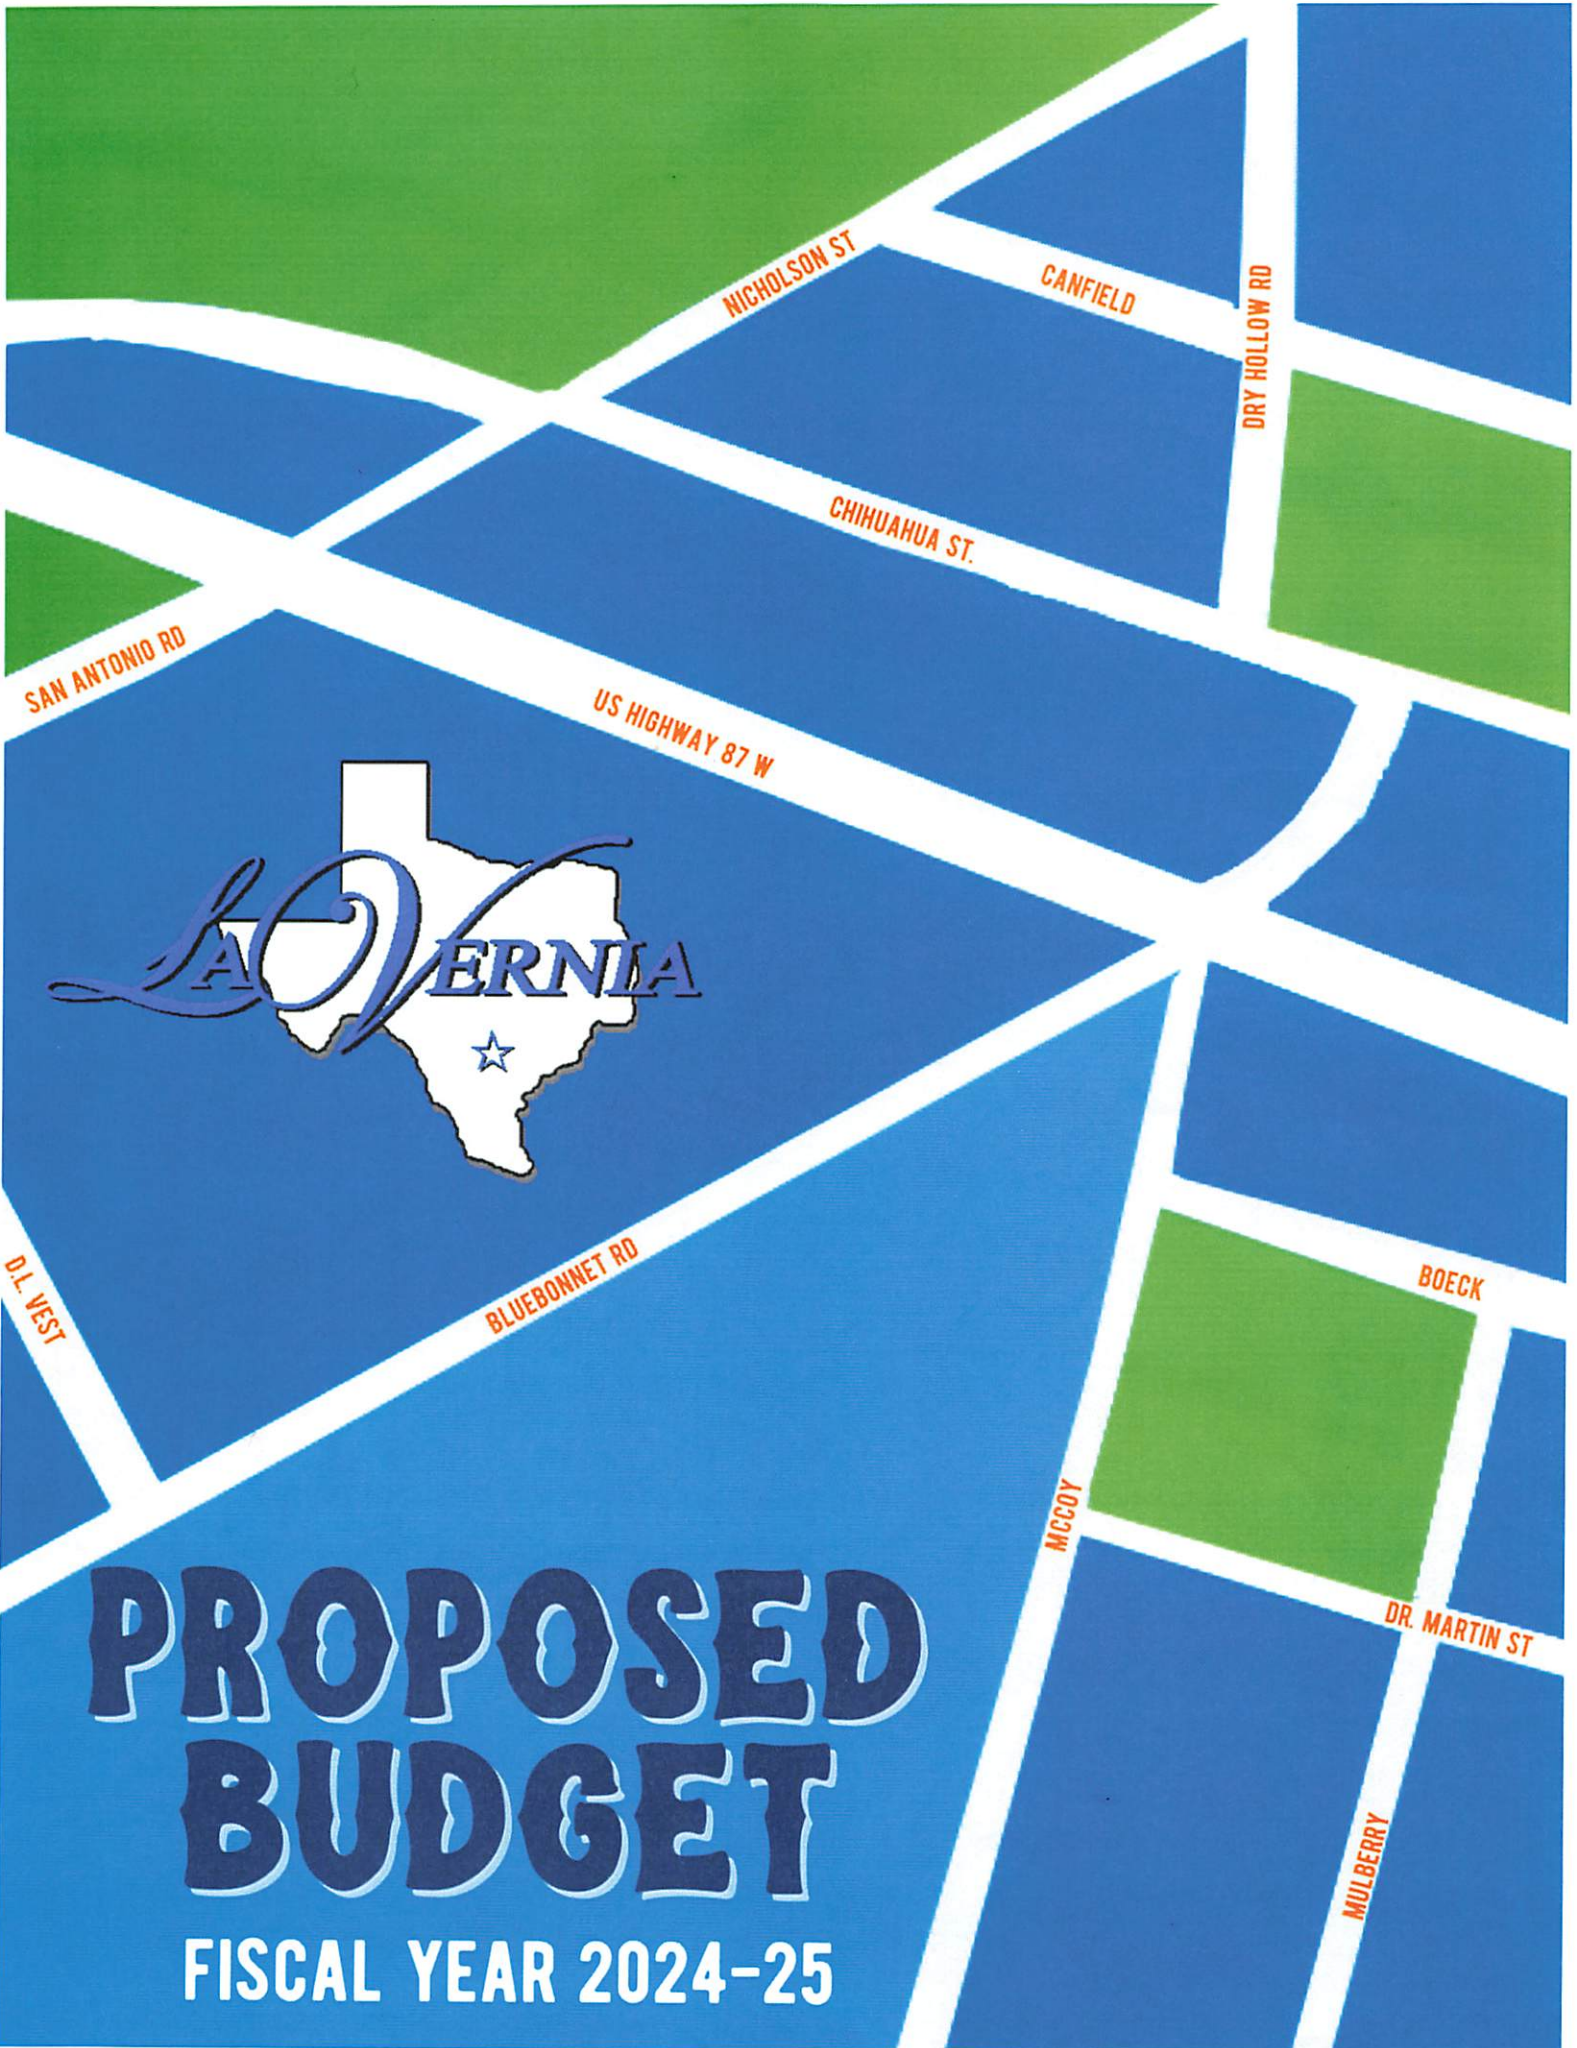 NICHOLSON ST
CANFIELD
DRY HOLLOW RD
CHIHUAHUA ST.
SAN ANTONIO RD
US HIGHWAY 87 W
LA VERNIA
D.L. VEST
BLUEBONNET RD
BOECK
MCCOY
DR. MARTIN ST
MULBERRY
PROPOSED
BUDGET
FISCAL YEAR 2024-25